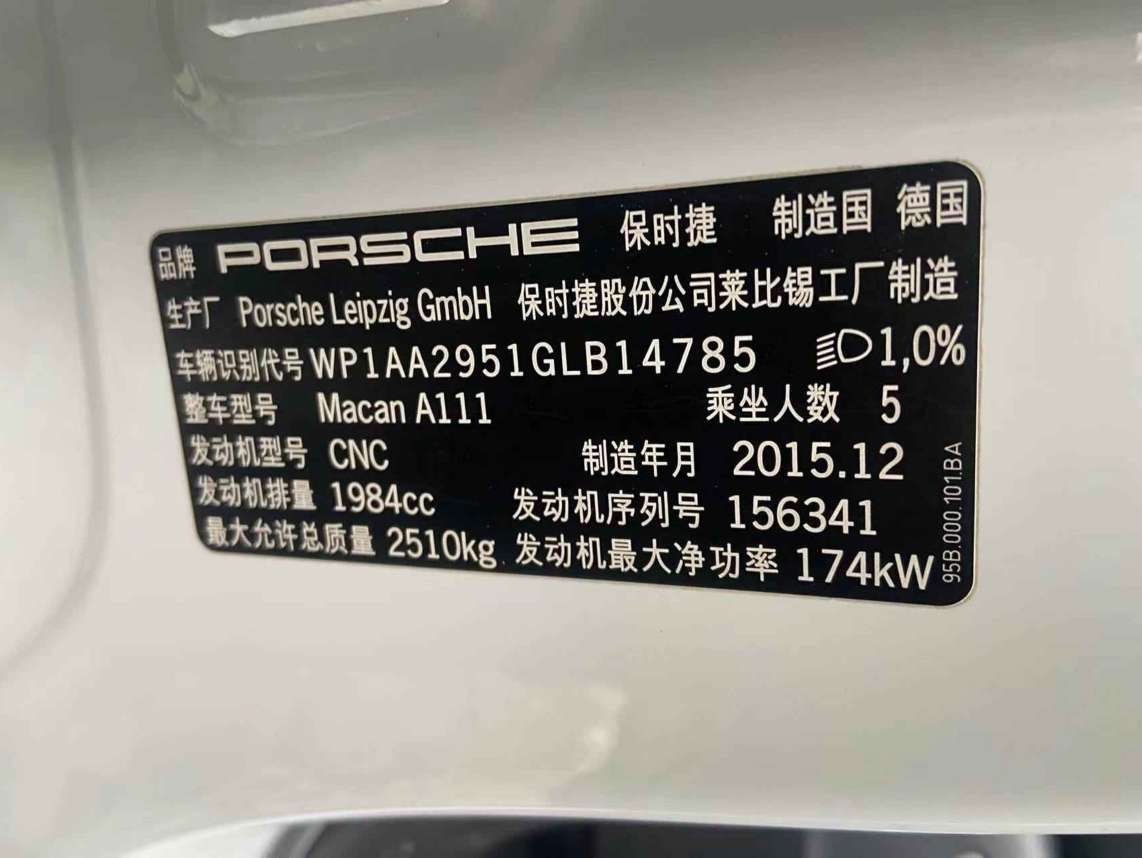 品牌 PORSCHE 保时捷 制造国 德国
生产厂 Porsche Leipzig GmbH 保时捷股份公司莱比锡工厂制造
车辆识别代号 WP1AA2951GLB14785 1,0%
整车型号 Macan A111 乘坐人数 5
发动机型号 CNC 制造年月 2015.12
发动机排量 1984cc 发动机序列号 156341
最大允许总质量 2510kg 发动机最大净功率 174kW
95B.000.101.BA